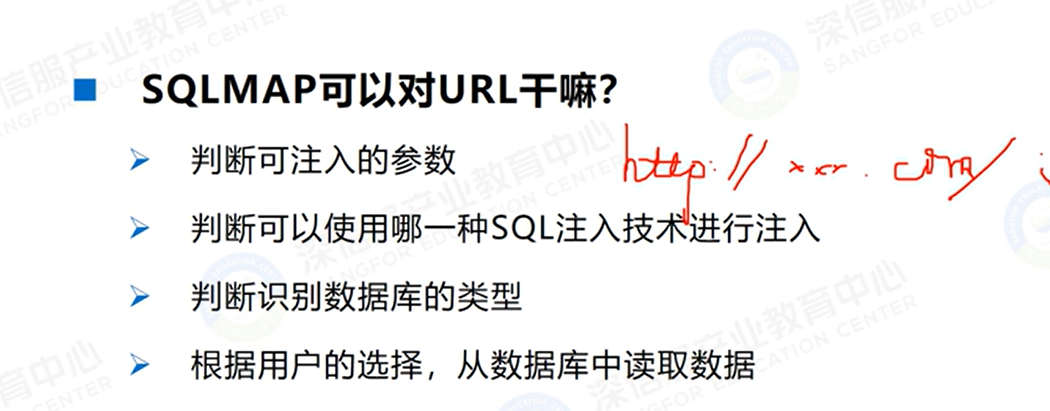 SQLMAP可以对URL干嘛？
判断可注入的参数
http://xxx.com/
判断可以使用哪一种SQL注入技术进行注入
判断识别数据库的类型
根据用户的选择，从数据库中读取数据
深信服产业教育中心
SANGFOR EDUCATION CENTER